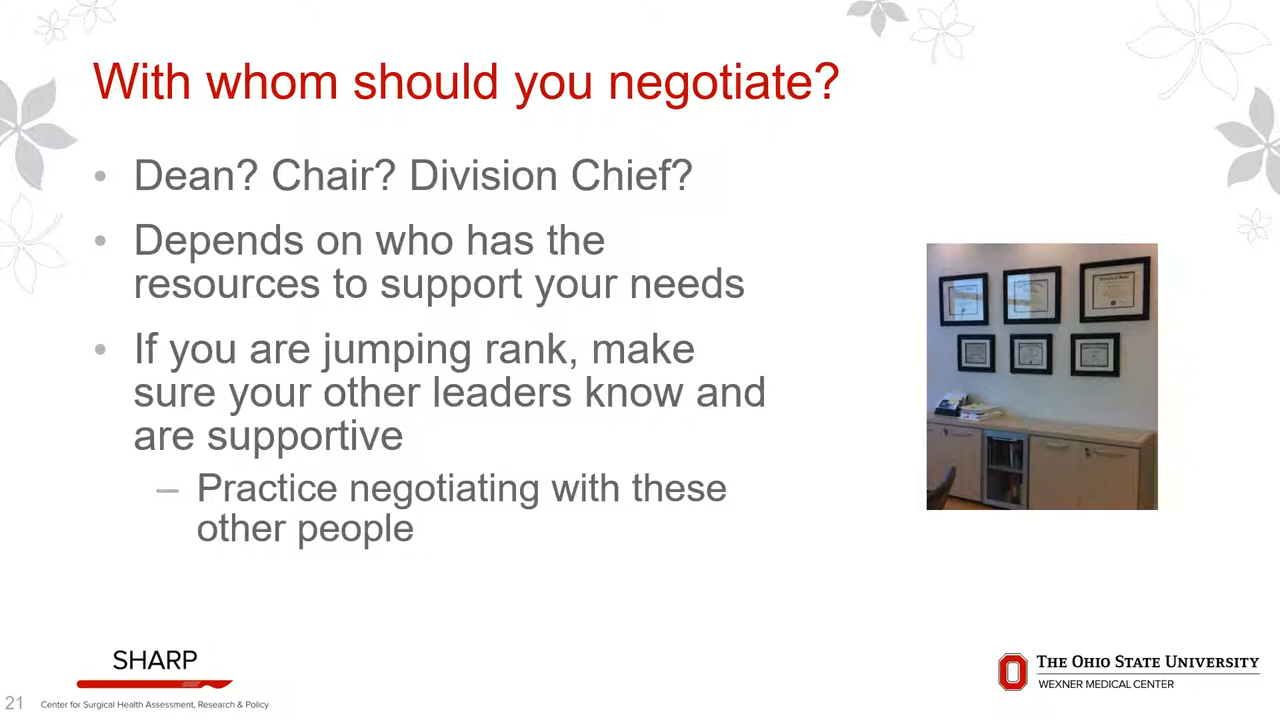 With whom should you negotiate?
• Dean? Chair? Division Chief?
• Depends on who has the
resources to support your needs
• If you are jumping rank, make
sure your other leaders know and
are supportive
– Practice negotiating with these
other people
SHARP
21 Center for Surgical Health Assessment, Research & Policy
THE OHIO STATE UNIVERSITY
WEXNER MEDICAL CENTER